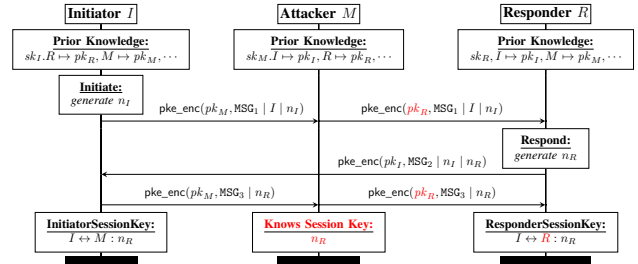 Initiator I Attacker M Responder R
Prior Knowledge: Prior Knowledge: Prior Knowledge:
sk_I.R ↦ pk_R, M ↦ pk_M, ⋯ sk_M.I ↦ pk_I, R ↦ pk_R, ⋯ sk_R, I ↦ pk_I, M ↦ pk_M, ⋯
Initiate:
generate n_I
pke_enc(pk_M, MSG_1 | I | n_I) pke_enc(pk_R, MSG_1 | I | n_I)
Respond:
generate n_R
pke_enc(pk_I, MSG_2 | n_I | n_R)
pke_enc(pk_M, MSG_3 | n_R) pke_enc(pk_R, MSG_3 | n_R)
InitiatorSessionKey: Knows Session Key: ResponderSessionKey:
I ↔ M : n_R n_R I ↔ R : n_R